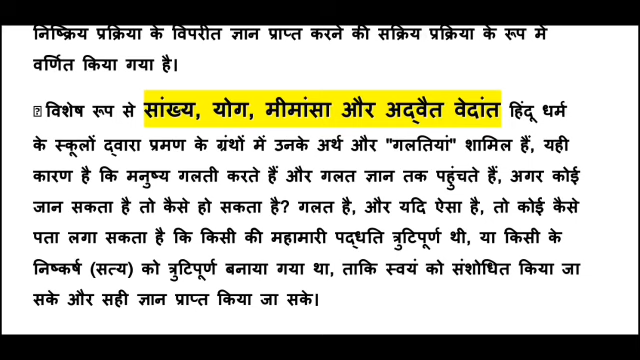 निष्क्रिय प्रक्रिया के विपरीत ज्ञान प्राप्त करने की सक्रिय प्रक्रिया के रूप मे
वर्णित किया गया है।
विशेष रूप से सांख्य, योग, मीमांसा और अद्वैत वेदांत हिंदू धर्म
के स्कूलों द्वारा प्रमण के ग्रंथों में उनके अर्थ और "गलतियां" शामिल हैं, यही
कारण है कि मनुष्य गलती करते हैं और गलत ज्ञान तक पहुंचते हैं, अगर कोई
जान सकता है तो कैसे हो सकता है? गलत है, और यदि ऐसा है, तो कोई कैसे
पता लगा सकता है कि किसी की महामारी पद्धति त्रुटिपूर्ण थी, या किसी के
निष्कर्ष (सत्य) को त्रुटिपूर्ण बनाया गया था, ताकि स्वयं को संशोधित किया जा
सके और सही ज्ञान प्राप्त किया जा सके।